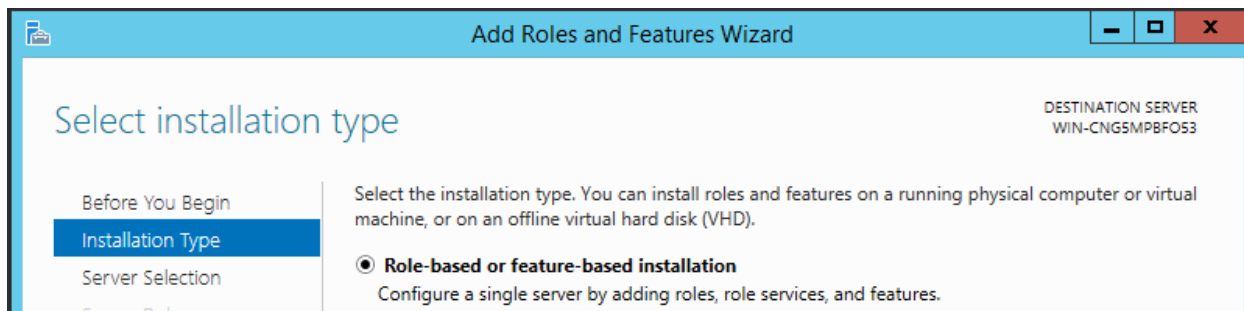 Add Roles and Features Wizard
Select installation type
DESTINATION SERVER
WIN-CNG5MPBFO53
Before You Begin
Installation Type
Server Selection
Select the installation type. You can install roles and features on a running physical computer or virtual
machine, or on an offline virtual hard disk (VHD).
Role-based or feature-based installation
Configure a single server by adding roles, role services, and features.